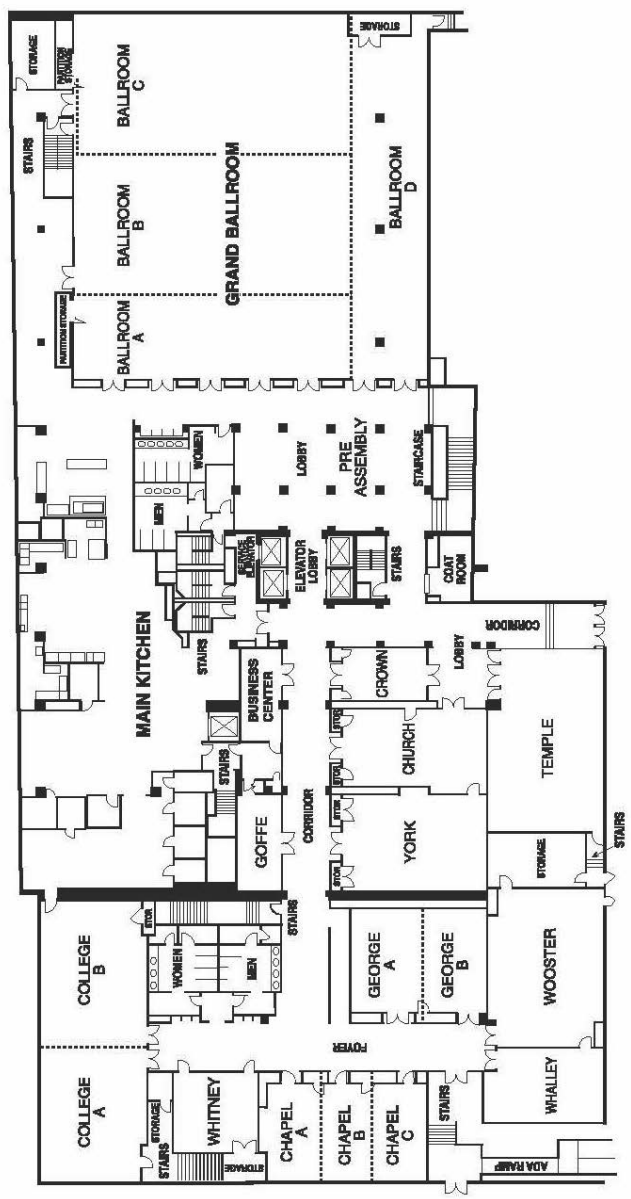 STORAGE
PARTITION
STORAGE
STORAGE
BALLROOM
C
STAIRS
BALLROOM
B
GRAND BALLROOM
BALLROOM
D
PARTITION STORAGE
BALLROOM
A
WOMEN
LOBBY
PRE
ASSEMBLY
STAIRCASE
MEN
SERVICE
ELEVATOR
ELEVATOR
LOBBY
STAIRS
COAT
ROOM
STAIRS
MAIN KITCHEN
CORRIDOR
LOBBY
BUSINESS
CENTER
CROWN
STOR
CHURCH
TEMPLE
STAIRS
STOR
GOFFE
CORRIDOR
STOR
YORK
STOR
STORAGE
STAIRS
COLLEGE
B
STOR
STAIRS
WOMEN
MEN
GEORGE
A
GEORGE
B
WOOSTER
FOYER
COLLEGE
A
STORAGE
STAIRS
WHITNEY
STORAGE
CHAPEL
A
CHAPEL
B
CHAPEL
C
STAIRS
WHALLEY
ADA RAMP